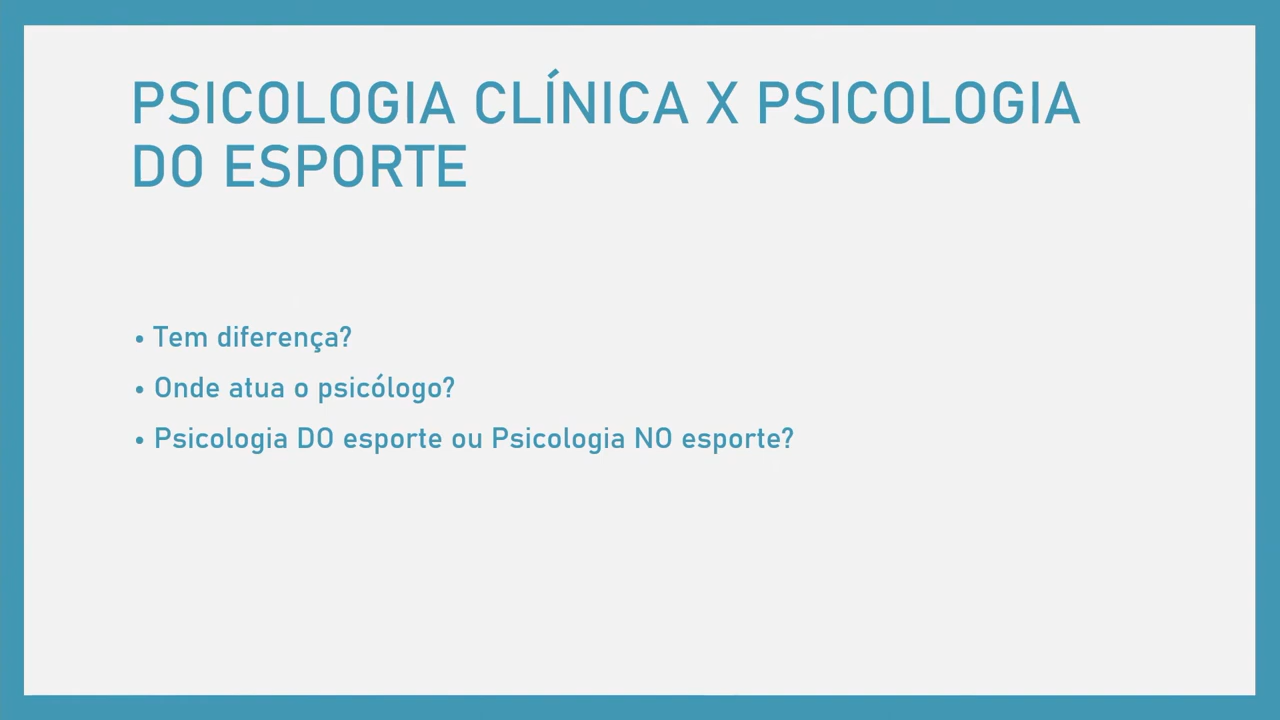 PSICOLOGIA CLÍNICA X PSICOLOGIA
DO ESPORTE
• Tem diferença?
• Onde atua o psicólogo?
• Psicologia DO esporte ou Psicologia NO esporte?